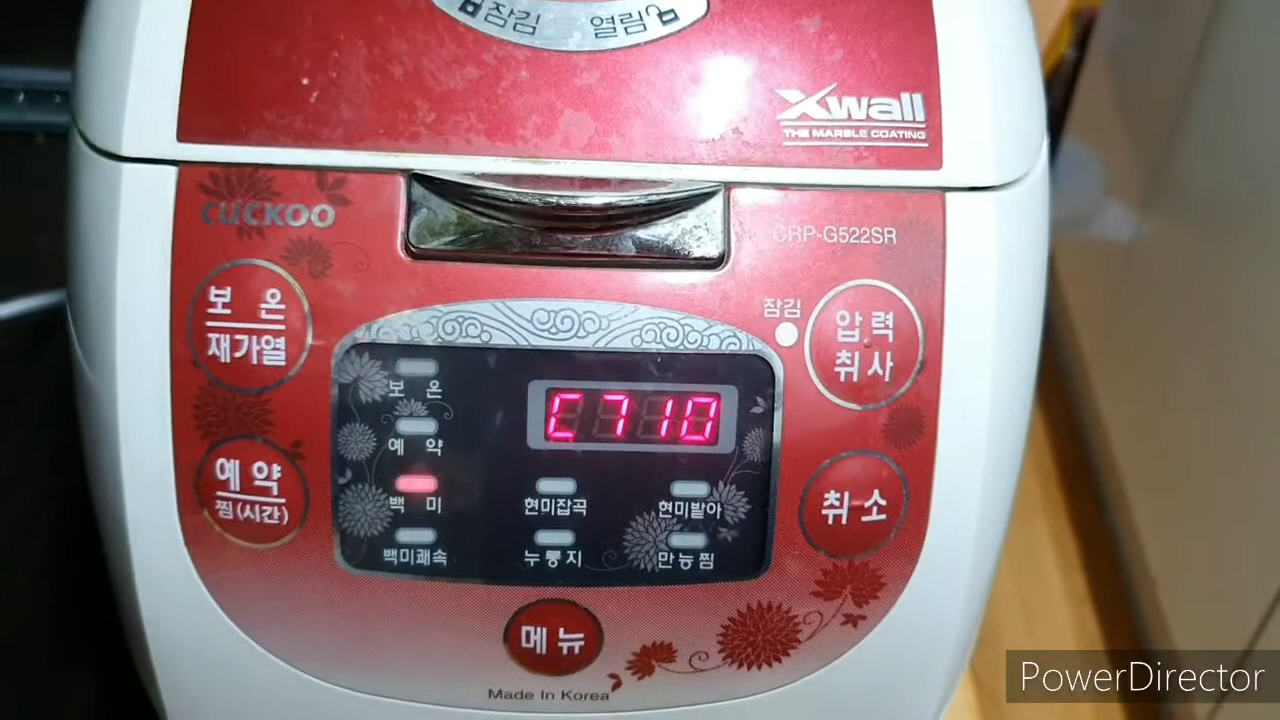 잠김 열림
Xwall
THE MARBLE COATING
CUCKOO
CRP-G522SR
보 온
재가열
잠김
압력
취사
보 온
C710
예 약
예 약
찜(시간)
백 미
현미잡곡
현미발아
취소
백미쾌속
누룽지
만능찜
메뉴
Made In Korea
PowerDirector